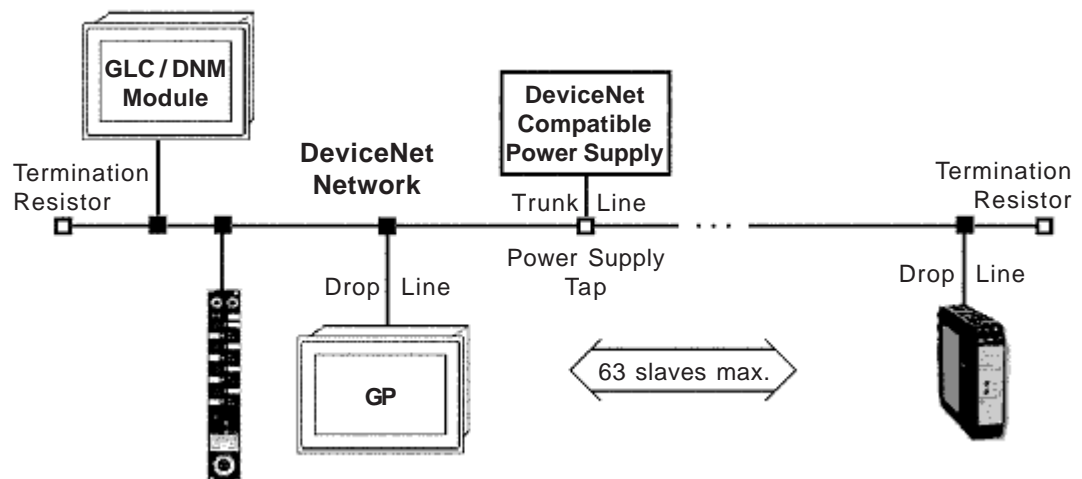 GLC / DNM
Module
DeviceNet
Compatible
Power Supply
DeviceNet
Network
Termination
Resistor
Termination
Resistor
Trunk Line
Power Supply
Tap
Drop Line
Drop Line
GP
63 slaves max.